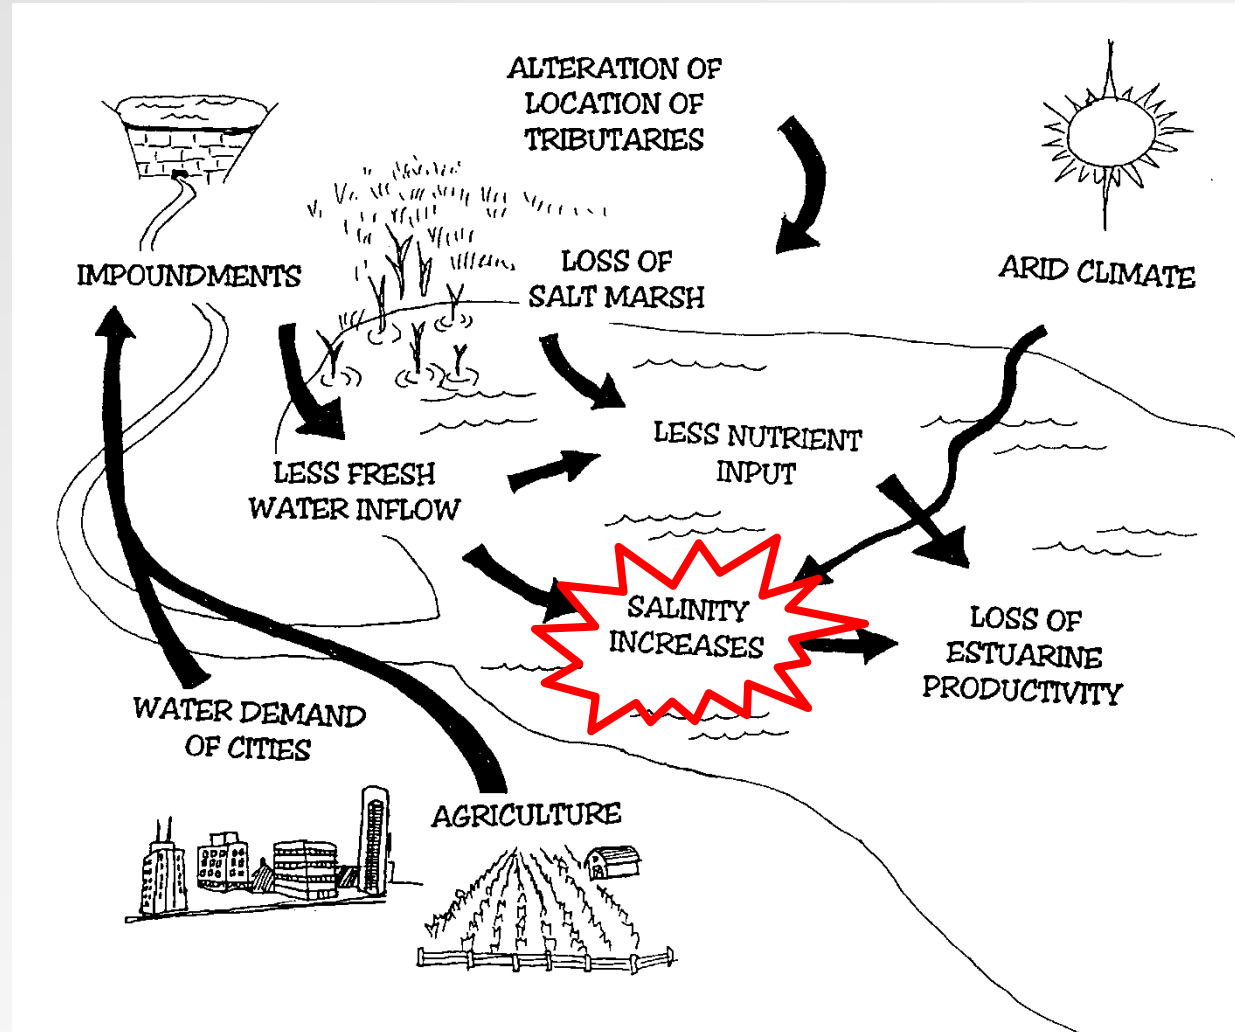 ALTERATION OF
LOCATION OF
TRIBUTARIES
IMPOUNDMENTS
LOSS OF
SALT MARSH
ARID CLIMATE
LESS FRESH
WATER INFLOW
LESS NUTRIENT
INPUT
SALINITY
INCREASES
LOSS OF
ESTUARINE
PRODUCTIVITY
WATER DEMAND
OF CITIES
AGRICULTURE